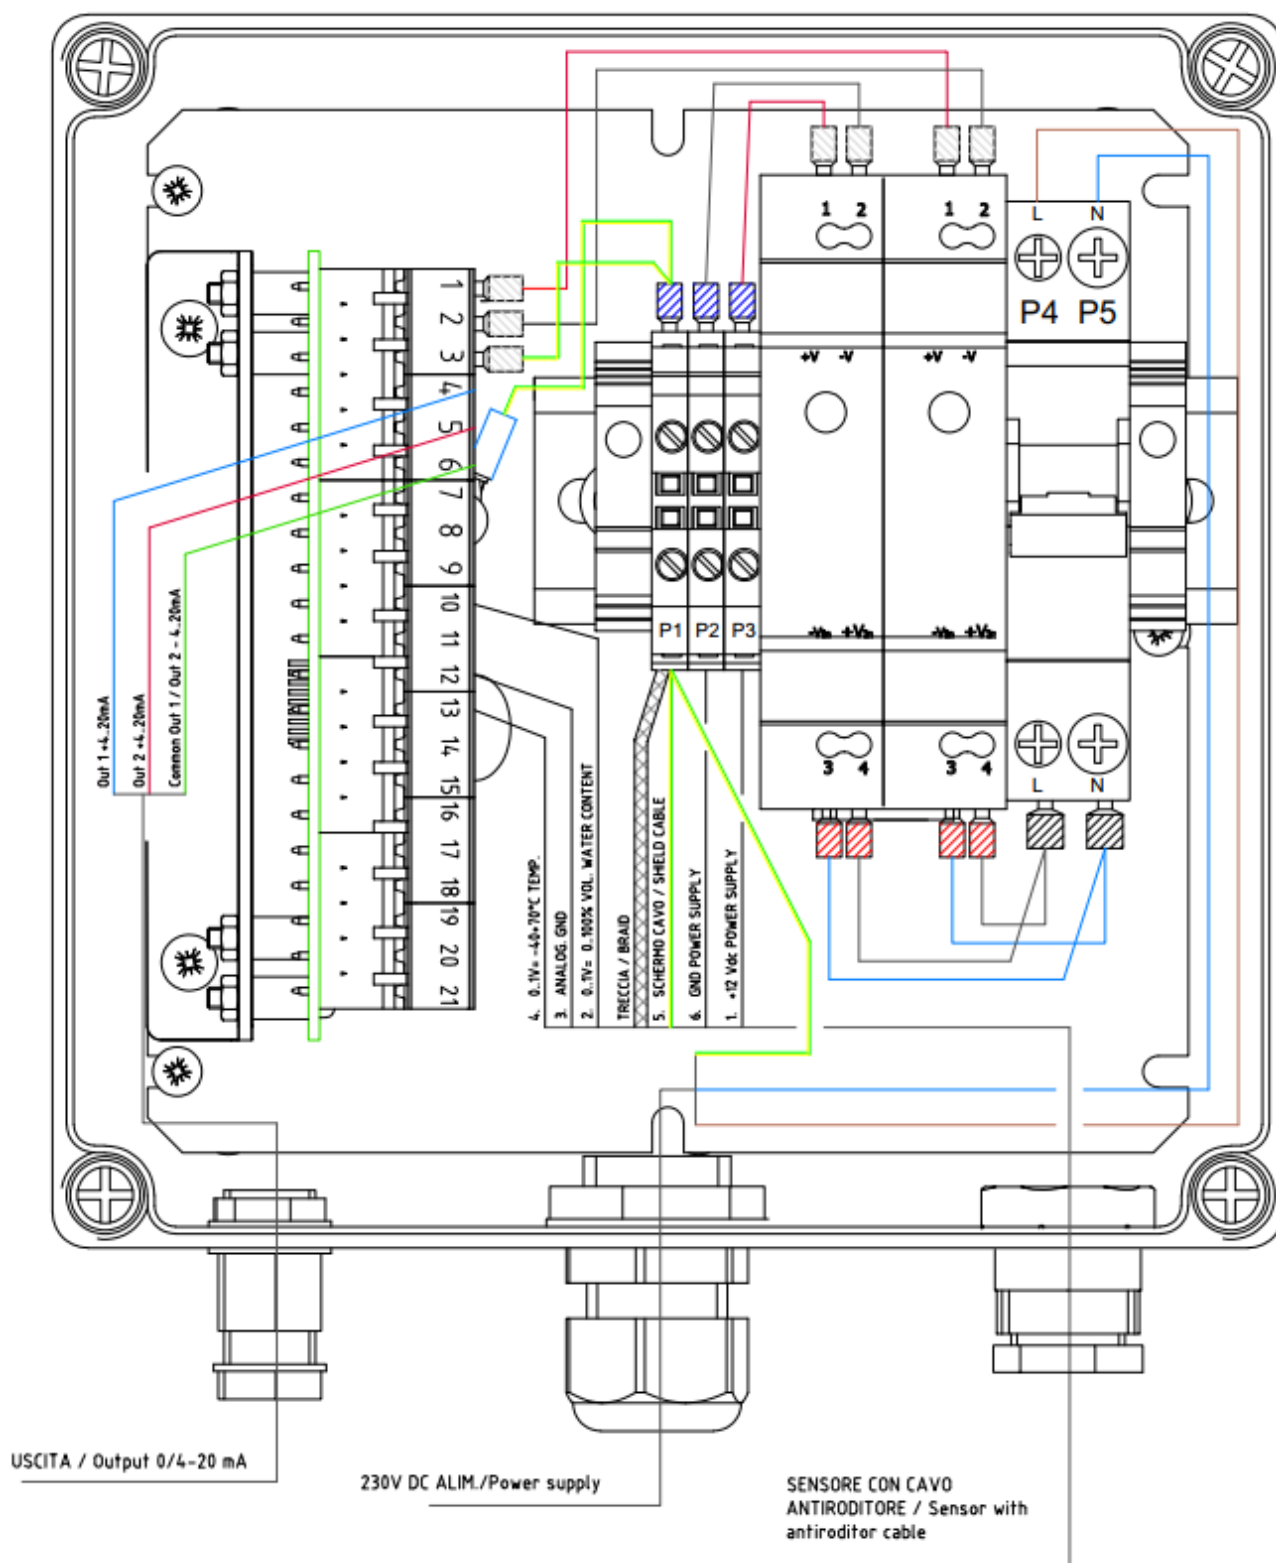 1 2
1 2
L N
P4 P5
+V -V
+V -V
1
2
3
4
5
6
7
8
9
10
11
12
13
14
15
16
17
18
19
20
21
P1 P2 P3
-Vin +Vin
-Vin +Vin
3 4
3 4
L N
Out 1 +4..20mA
Out 2 +4..20mA
Common Out 1 / Out 2 - 4..20mA
4. 0..1V= -40+70°C TEMP.
3. ANALOG. GND
2. 0..1V= 0..100% VOL. WATER CONTENT
TRECCIA / BRAID
5. SCHERMO CAVO / SHIELD CABLE
6. GND POWER SUPPLY
1. +12 Vdc POWER SUPPLY
USCITA / Output 0/4-20 mA
230V DC ALIM./Power supply
SENSORE CON CAVO
ANTIRODITORE / Sensor with
antiroditor cable